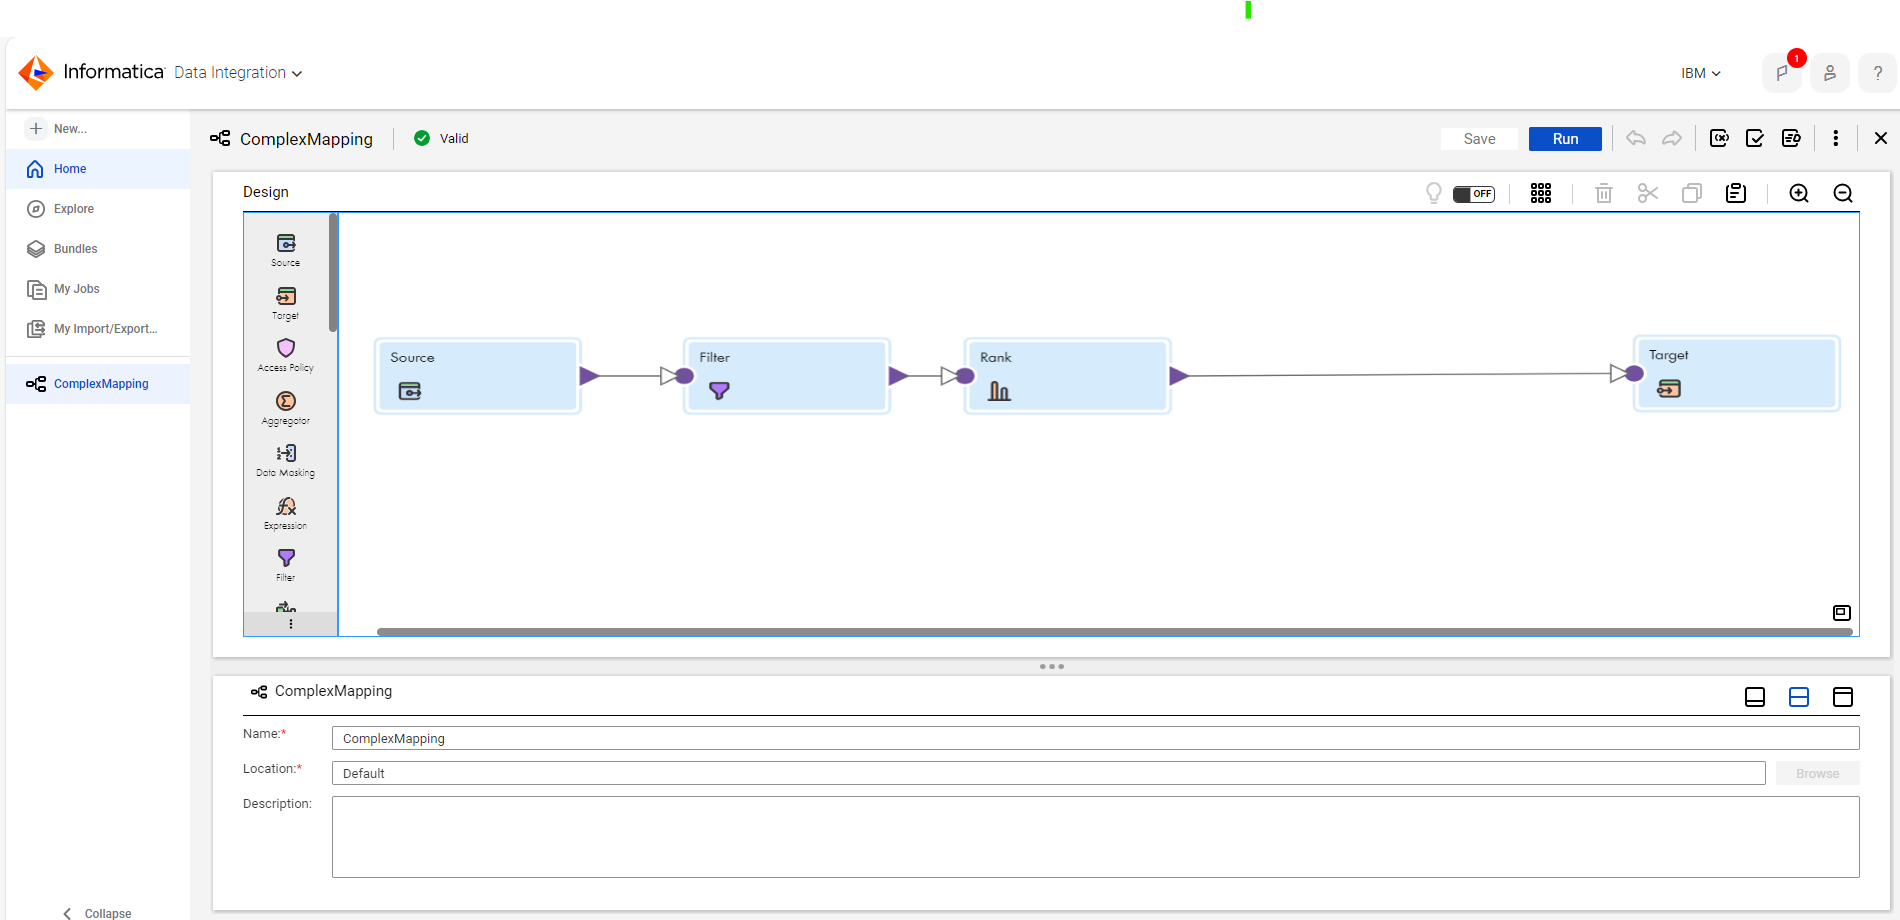 Informatica Data Integration
IBM
1
?
New...
Home
Explore
Bundles
My Jobs
My Import/Export...
ComplexMapping
Collapse
ComplexMapping
Valid
Save
Run
Design
OFF
Source
Target
Access Policy
Aggregator
Data Masking
Expression
Filter
Source
Filter
Rank
Target
ComplexMapping
Name:*
ComplexMapping
Location:*
Default
Browse
Description: